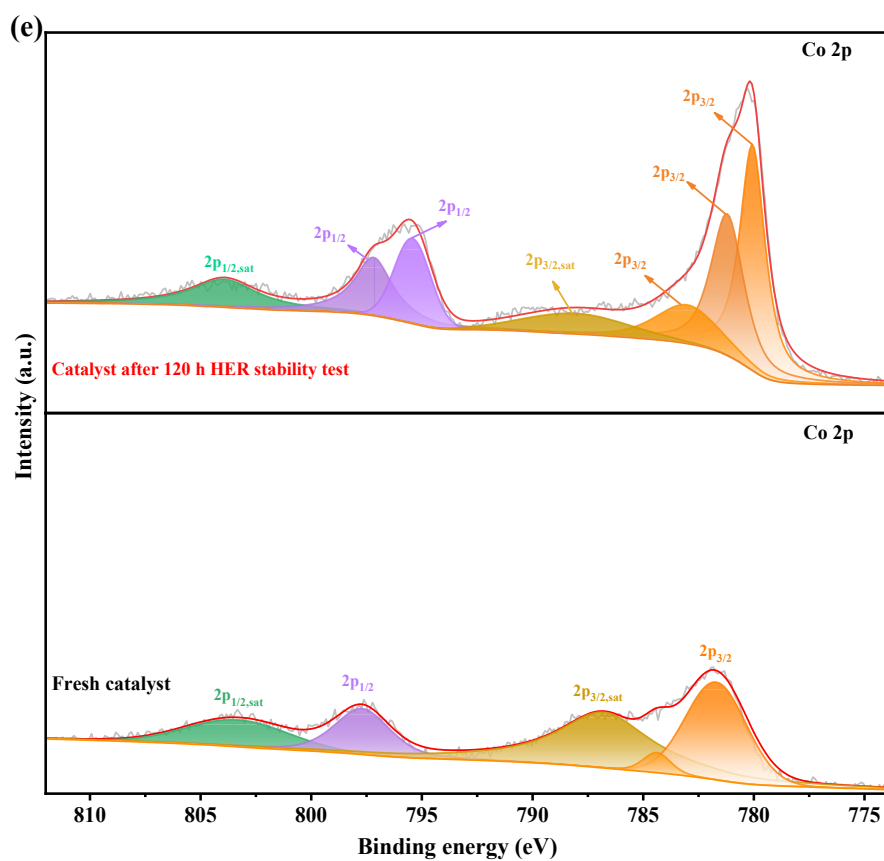 (e)
Co 2p
2p3/2
2p3/2
2p1/2
2p1/2
2p3/2
2p3/2,sat
2p1/2,sat
Catalyst after 120 h HER stability test
Co 2p
Intensity (a.u.)
2p3/2
Fresh catalyst
2p1/2,sat
2p1/2
2p3/2,sat
810 805 800 795 790 785 780 775
Binding energy (eV)